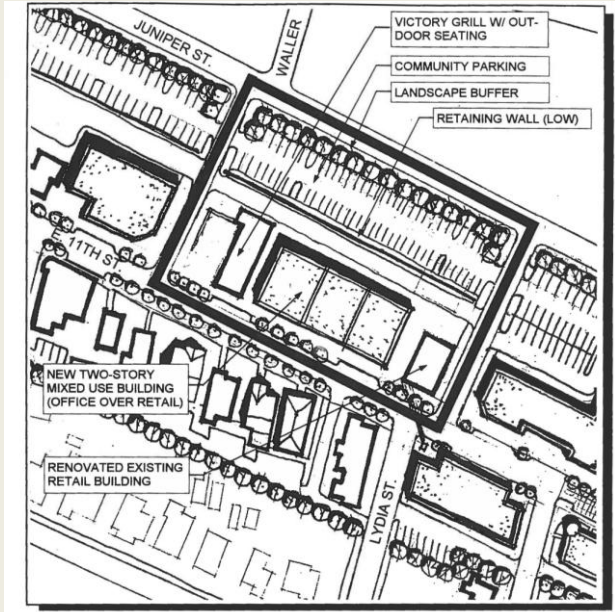 JUNIPER ST.
WALLER
VICTORY GRILL W/ OUT-
DOOR SEATING
COMMUNITY PARKING
LANDSCAPE BUFFER
RETAINING WALL (LOW)
11TH ST.
NEW TWO-STORY
MIXED USE BUILDING
(OFFICE OVER RETAIL)
RENOVATED EXISTING
RETAIL BUILDING
LYDIA ST.